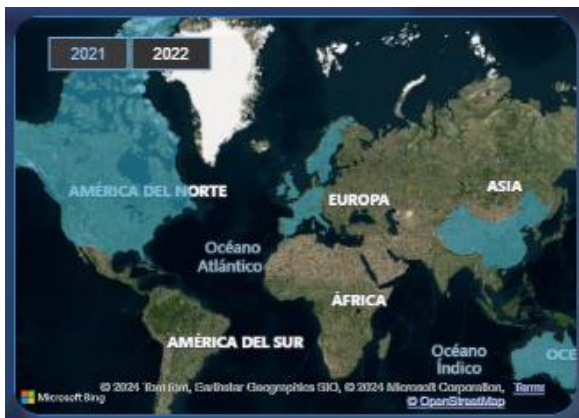 2021 2022
AMÉRICA DEL NORTE
EUROPA
ASIA
Océano
Atlántico
ÁFRICA
AMÉRICA DEL SUR
Océano
Índico
OCE
© 2024 TomTom, Earthstar Geographics SIO, © 2024 Microsoft Corporation, Terms
Microsoft Bing
© OpenStreetMap